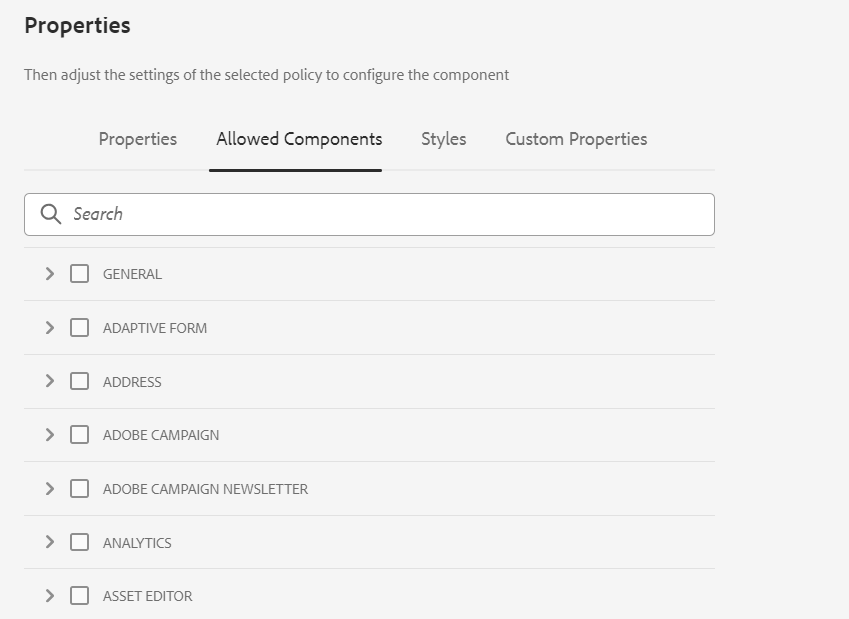 Properties
Then adjust the settings of the selected policy to configure the component
Properties Allowed Components Styles Custom Properties
Search
GENERAL
ADAPTIVE FORM
ADDRESS
ADOBE CAMPAIGN
ADOBE CAMPAIGN NEWSLETTER
ANALYTICS
ASSET EDITOR